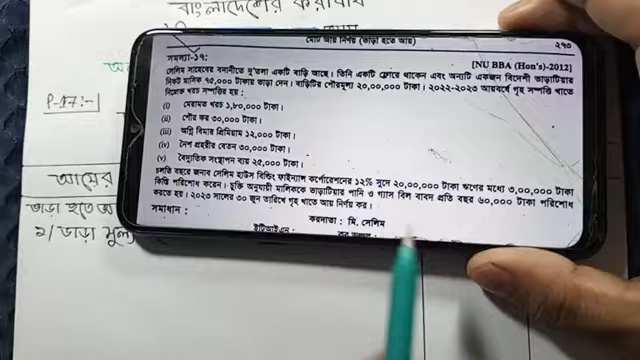 বাংলাদেশের করাবাব
মোট আয় নির্ণয় (ভাড়া হতে আয়) ২৭৩
সমস্যা-১৭: [NU BBA (Hon's)-2012]
সেলিম সাহেবের বনানীতে দু'তলা একটি বাড়ি আছে। তিনি একটি ফ্লোরে থাকেন এবং অন্যটি একজন বিদেশী ভাড়াটিয়ার
নিকট মাসিক ৭৫,০০০ টাকায় ভাড়া দেন। বাড়িটির পৌরমূল্য ২০,০০,০০০ টাকা। ২০২২-২০২৩ আয়বর্ষে গৃহ সম্পত্তি খাতে
নিম্নোক্ত খরচ সম্পত্তির হয় :
(i) মেরামত খরচ ১,৮০,০০০ টাকা।
(ii) পৌর কর ৩০,০০০ টাকা।
(iii) অগ্নি বিমার প্রিমিয়াম ১২,০০০ টাকা।
(iv) নৈশ প্রহরীর বেতন ৩০,০০০ টাকা।
(v) বৈদ্যুতিক সংস্থাপন ব্যয় ২৫,০০০ টাকা।
চলতি বছরে জনাব সেলিম হাউস বিল্ডিং ফাইন্যান্স কর্পোরেশনের ১২% সুদে ২০,০০,০০০ টাকা ঋণের মধ্যে ৩,০০,০০০ টাকা
কিস্তি পরিশোধ করেন। চুক্তি অনুযায়ী মালিককে ভাড়াটিয়ার পানি ও গ্যাস বিল বাবদ প্রতি বছর ৬০,০০০ টাকা পরিশোধ
করতে হয়। ২০২৩ সালের ৩০ জুন তারিখে গৃহ খাতে আয় নির্ণয় কর।
সমাধান :
করদাতা : মি. সেলিম
ইটিআইএন :
P-17:-
আয়ের
ভাড়া হতে আ
১/ ভাড়া মূল্য